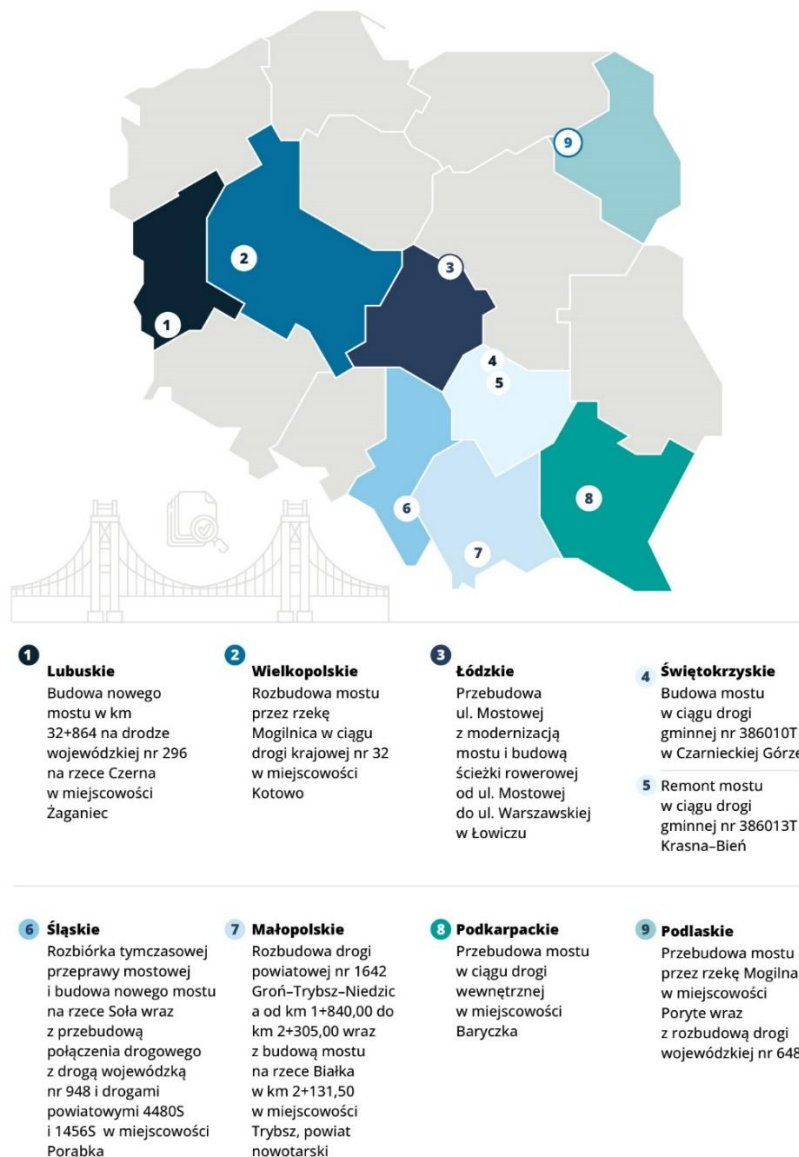 9
2
3
1
4
5
8
6
7
1
Lubuskie
Budowa nowego
mostu w km
32+864 na drodze
wojewódzkiej nr 296
na rzece Czerna
w miejscowości
Żaganiec
2
Wielkopolskie
Rozbudowa mostu
przez rzekę
Mogilnica w ciągu
drogi krajowej nr 32
w miejscowości
Kotowo
3
Łódzkie
Przebudowa
ul. Mostowej
z modernizacją
mostu i budową
ścieżki rowerowej
od ul. Mostowej
do ul. Warszawskiej
w Łowiczu
4
Świętokrzyskie
Budowa mostu
w ciągu drogi
gminnej nr 386010T
w Czarnieckiej Górze
5
Remont mostu
w ciągu drogi
gminnej nr 386013T
Krasna–Bień
6
Śląskie
Rozbiórka tymczasowej
przeprawy mostowej
i budowa nowego mostu
na rzece Soła wraz
z przebudową
połączenia drogowego
z drogą wojewódzką
nr 948 i drogami
powiatowymi 4480S
i 1456S w miejscowości
Porąbka
7
Małopolskie
Rozbudowa drogi
powiatowej nr 1642
Groń–Trybsz–Niedzic
a od km 1+840,00 do
km 2+305,00 wraz
z budową mostu
na rzece Białka
w km 2+131,50
w miejscowości
Trybsz, powiat
nowotarski
8
Podkarpackie
Przebudowa mostu
w ciągu drogi
wewnętrznej
w miejscowości
Baryczka
9
Podlaskie
Przebudowa mostu
przez rzekę Mogilna
w miejscowości
Poryte wraz
z rozbudową drogi
wojewódzkiej nr 648